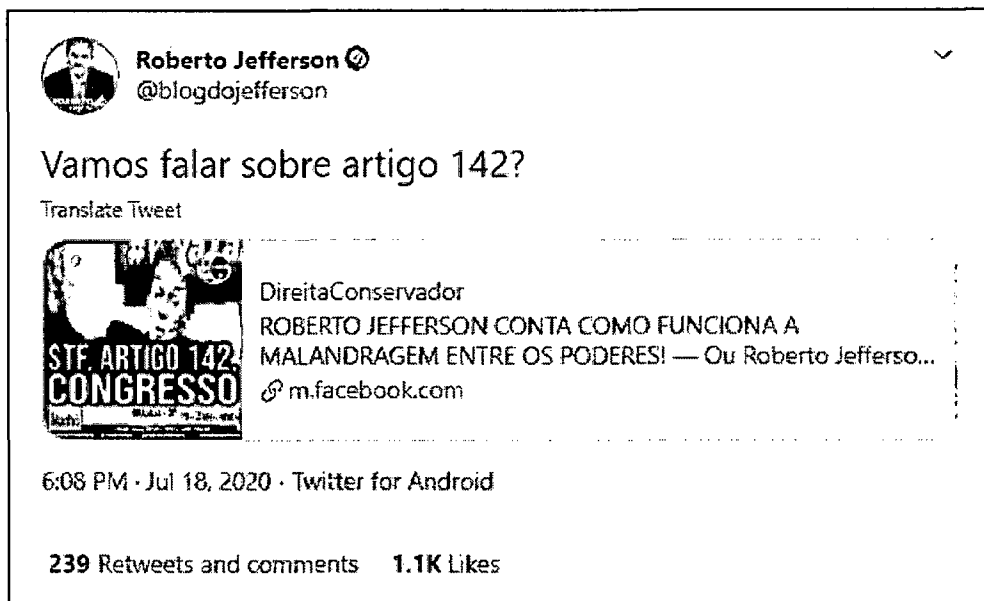 Roberto Jefferson
@blogdojefferson
Vamos falar sobre artigo 142?
Translate Tweet
STF. ARTIGO 142.
CONGRESSO
DireitaConservador
ROBERTO JEFFERSON CONTA COMO FUNCIONA A
MALANDRAGEM ENTRE OS PODERES! — Ou Roberto Jefferso...
m.facebook.com
6:08 PM · Jul 18, 2020 · Twitter for Android
239 Retweets and comments 1.1K Likes